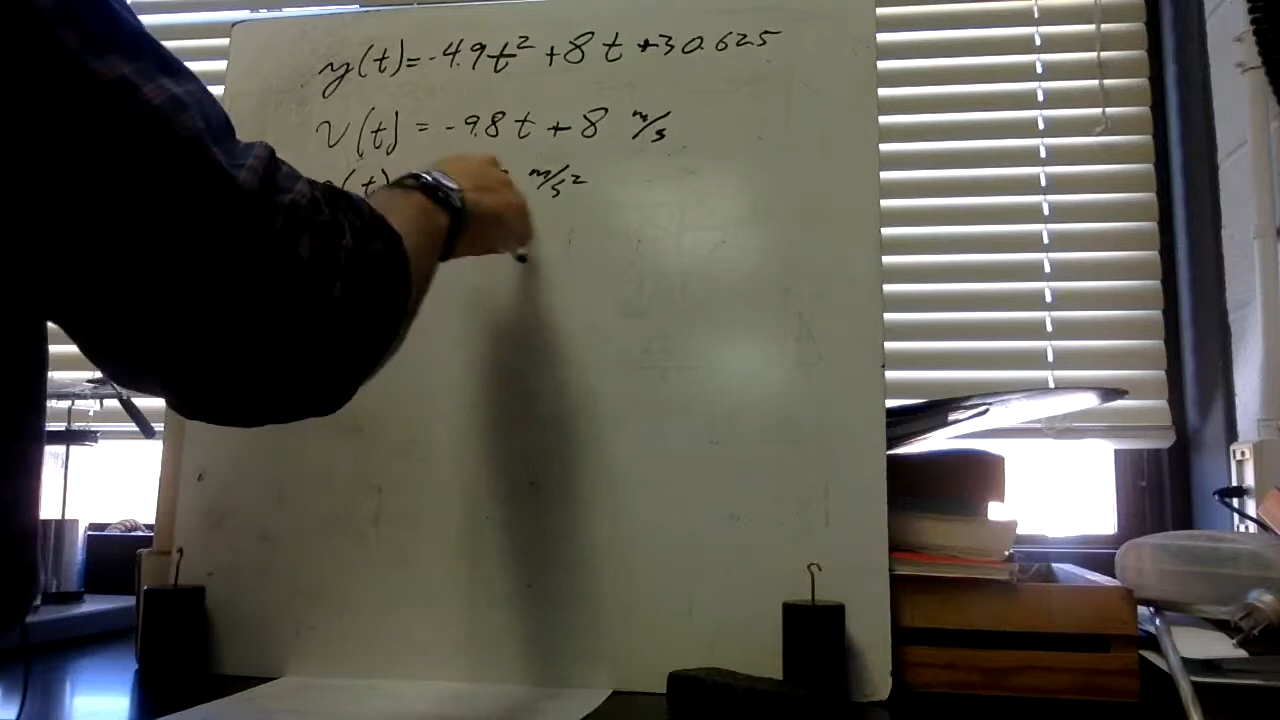 y(t)=-4.9t²+8t+30.625
v(t)=-9.8t+8 m/s
(t) m/s²